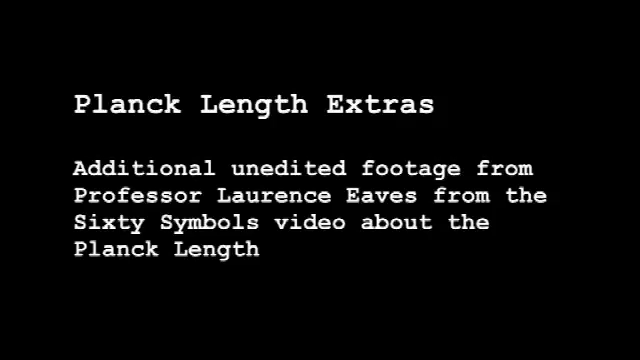 Planck Length Extras
Additional unedited footage from
Professor Laurence Eaves from the
Sixty Symbols video about the
Planck Length